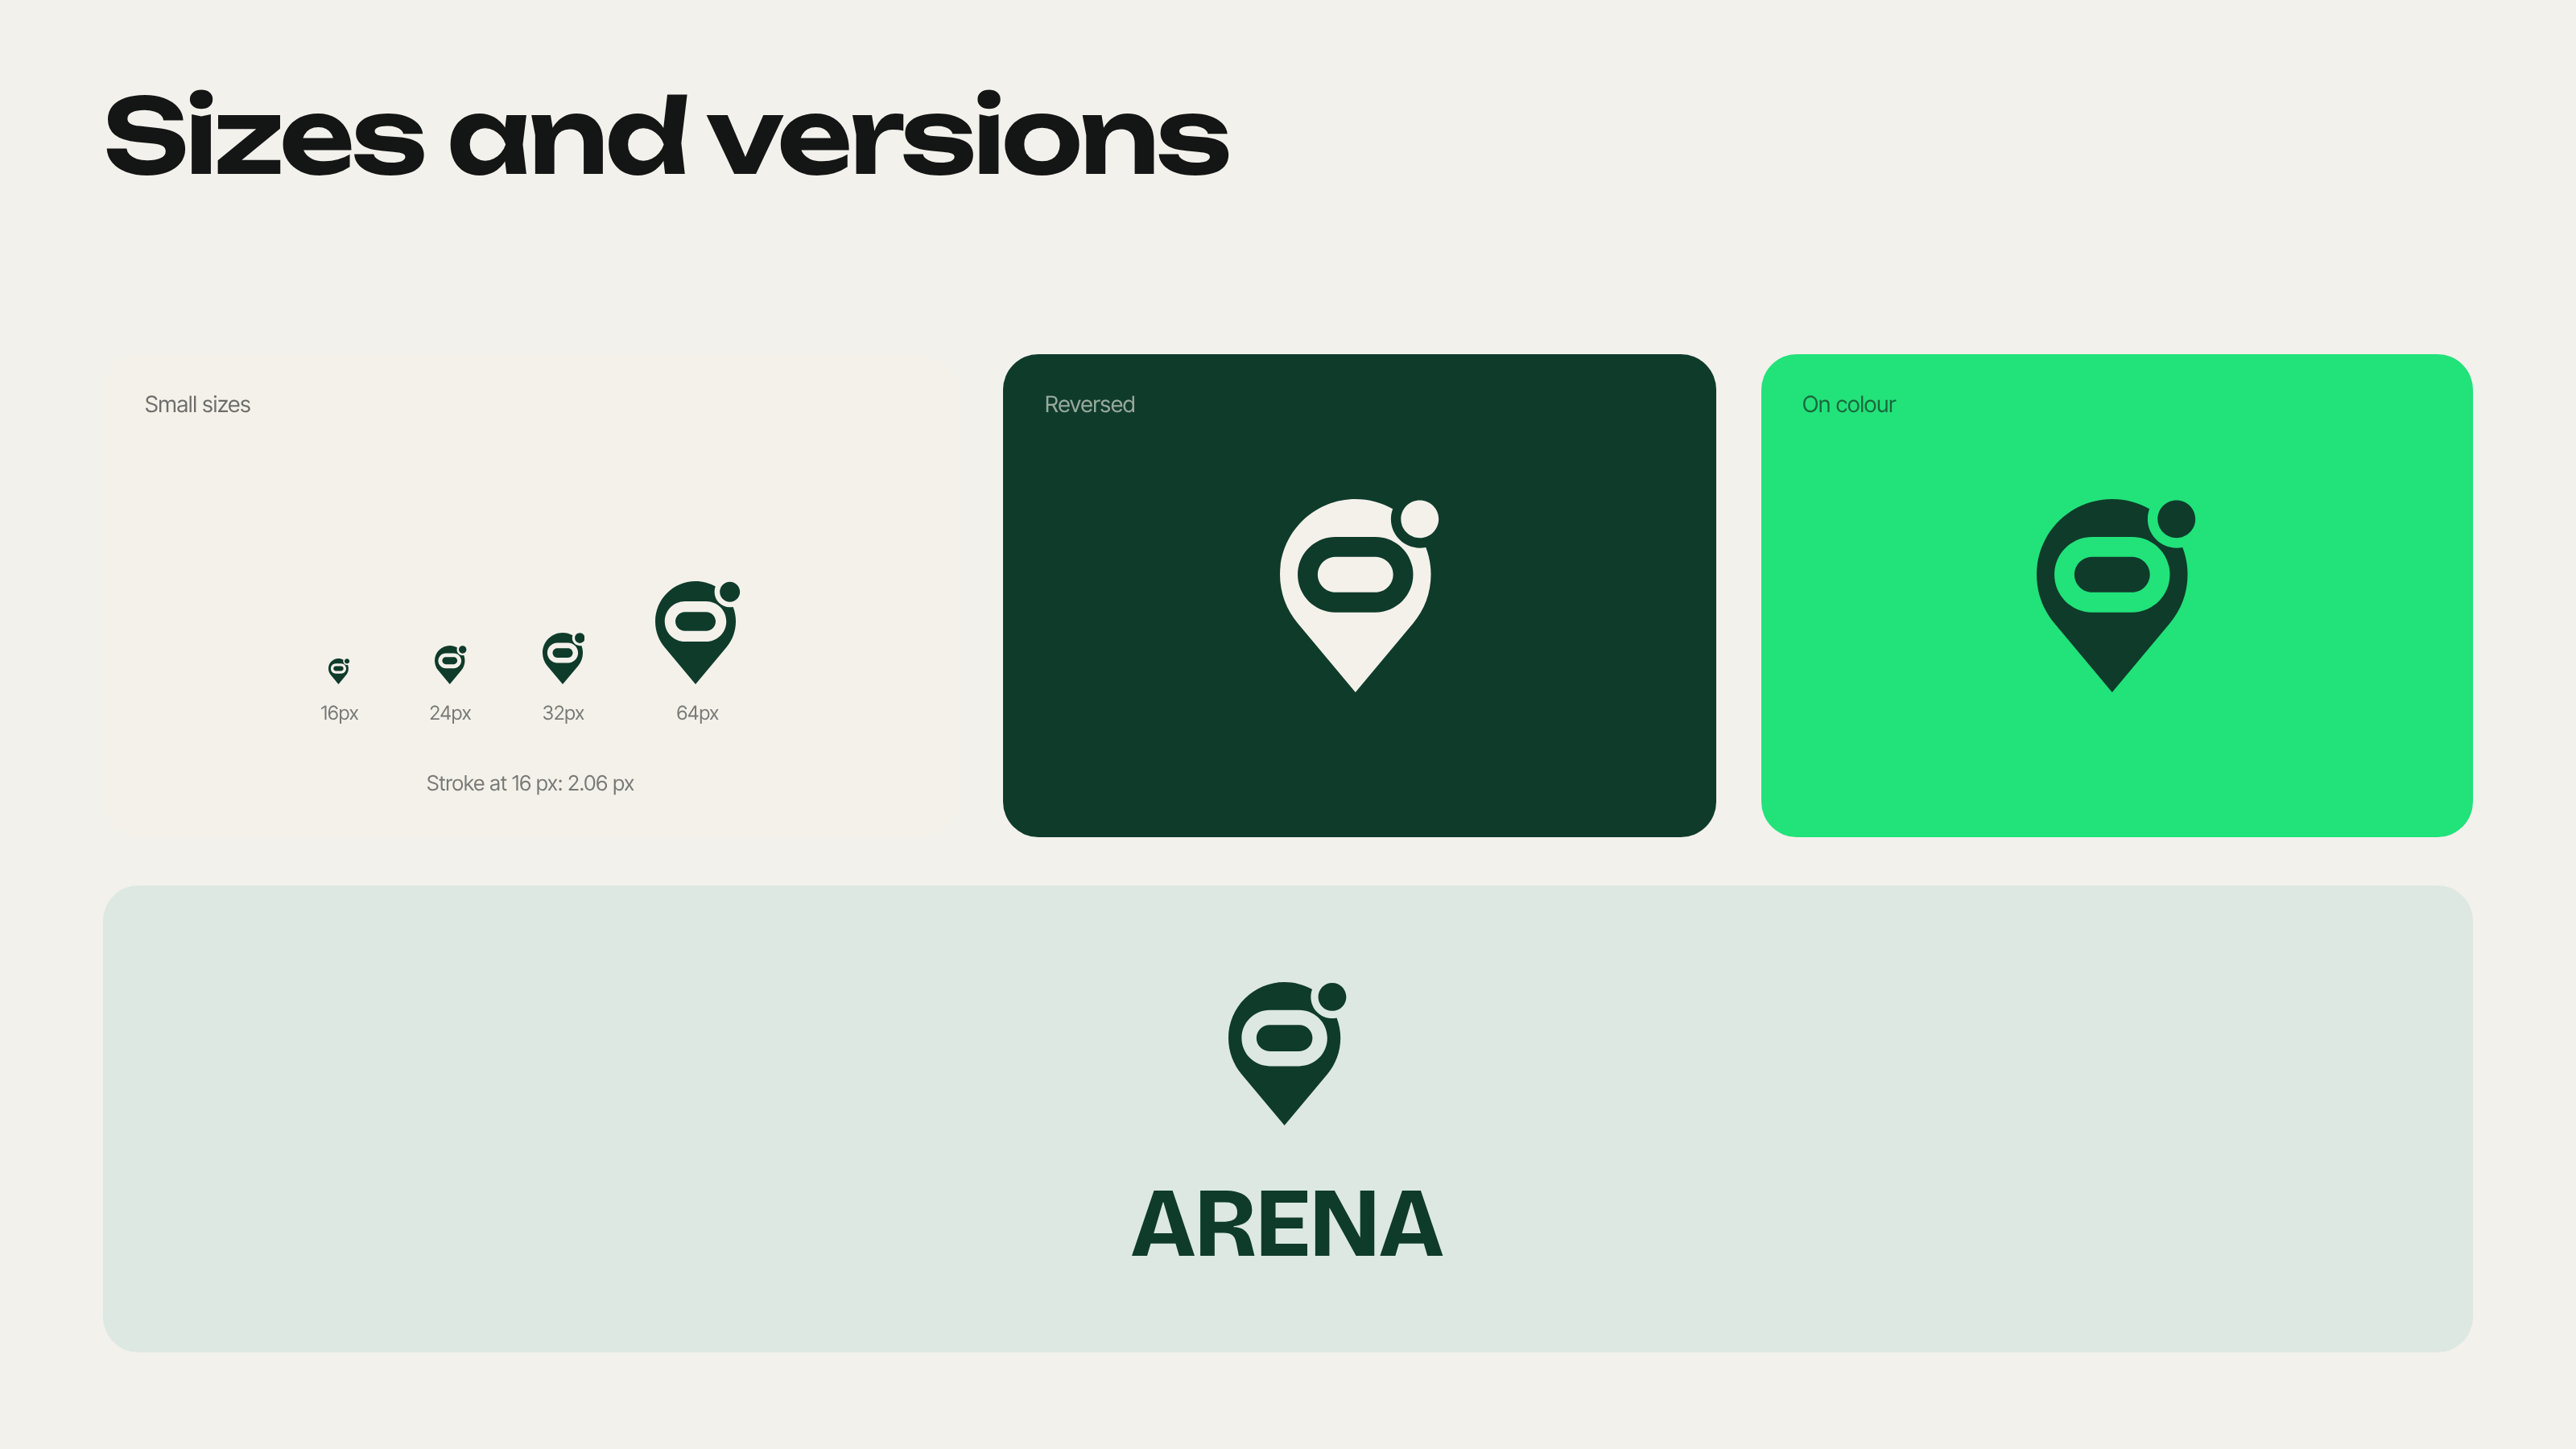 Sizes and versions
Small sizes
16px
24px
32px
64px
Stroke at 16 px: 2.06 px
Reversed
On colour
ARENA